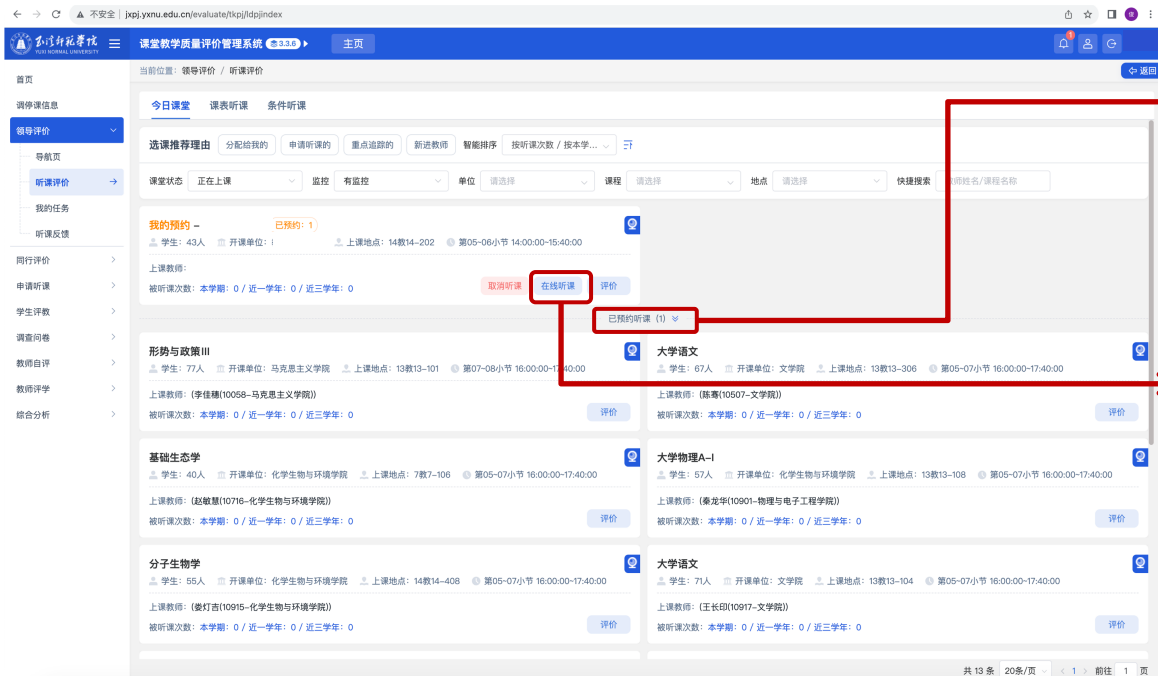 不安全 | jxpj.yxnu.edu.cn/evaluate/tkpj/ldpjindex
玉溪师范学院 YUXI NORMAL UNIVERSITY 课堂教学质量评价管理系统 3.3.6 主页 1
当前位置：领导评价 / 听课评价 返回
首页
调停课信息
领导评价
导航页
听课评价
我的任务
听课反馈
同行评价
申请听课
学生评教
调查问卷
教师自评
教师评学
综合分析
今日课堂 课表听课 条件听课
选课推荐理由 分配给我的 申请听课的 重点追踪的 新进教师 智能排序 按听课次数 / 按本学...
课堂状态 正在上课 监控 有监控 单位 请选择 课程 请选择 地点 请选择 快捷搜索 教师姓名/课程名称
我的预约 – 已预约：1
学生：43人 开课单位： 上课地点：14教14-202 第05-06小节 14:00:00~15:40:00
上课教师：
被听课次数：本学期：0 / 近一学年：0 / 近三学年：0 取消听课 在线听课 评价
已预约听课（1）
形势与政策III
学生：77人 开课单位：马克思主义学院 上课地点：13教13-101 第07-08小节 16:00:00~17:40:00
上课教师：(李佳穗(10058-马克思主义学院))
被听课次数：本学期：0 / 近一学年：0 / 近三学年：0 评价
大学语文
学生：67人 开课单位：文学院 上课地点：13教13-306 第05-07小节 16:00:00~17:40:00
上课教师：(陈骞(10507-文学院))
被听课次数：本学期：0 / 近一学年：0 / 近三学年：0 评价
基础生态学
学生：40人 开课单位：化学生物与环境学院 上课地点：7教7-106 第05-07小节 16:00:00~17:40:00
上课教师：(赵敏慧(10716-化学生物与环境学院))
被听课次数：本学期：0 / 近一学年：0 / 近三学年：0 评价
大学物理A-I
学生：57人 开课单位：化学生物与环境学院 上课地点：13教13-108 第05-07小节 16:00:00~17:40:00
上课教师：(秦龙华(10901-物理与电子工程学院))
被听课次数：本学期：0 / 近一学年：0 / 近三学年：0 评价
分子生物学
学生：55人 开课单位：化学生物与环境学院 上课地点：14教14-408 第05-07小节 16:00:00~17:40:00
上课教师：(娄灯吉(10915-化学生物与环境学院))
被听课次数：本学期：0 / 近一学年：0 / 近三学年：0 评价
大学语文
学生：71人 开课单位：文学院 上课地点：13教13-104 第05-07小节 16:00:00~17:40:00
上课教师：(王长印(10917-文学院))
被听课次数：本学期：0 / 近一学年：0 / 近三学年：0 评价
共 13 条 20条/页 1 前往 1 页